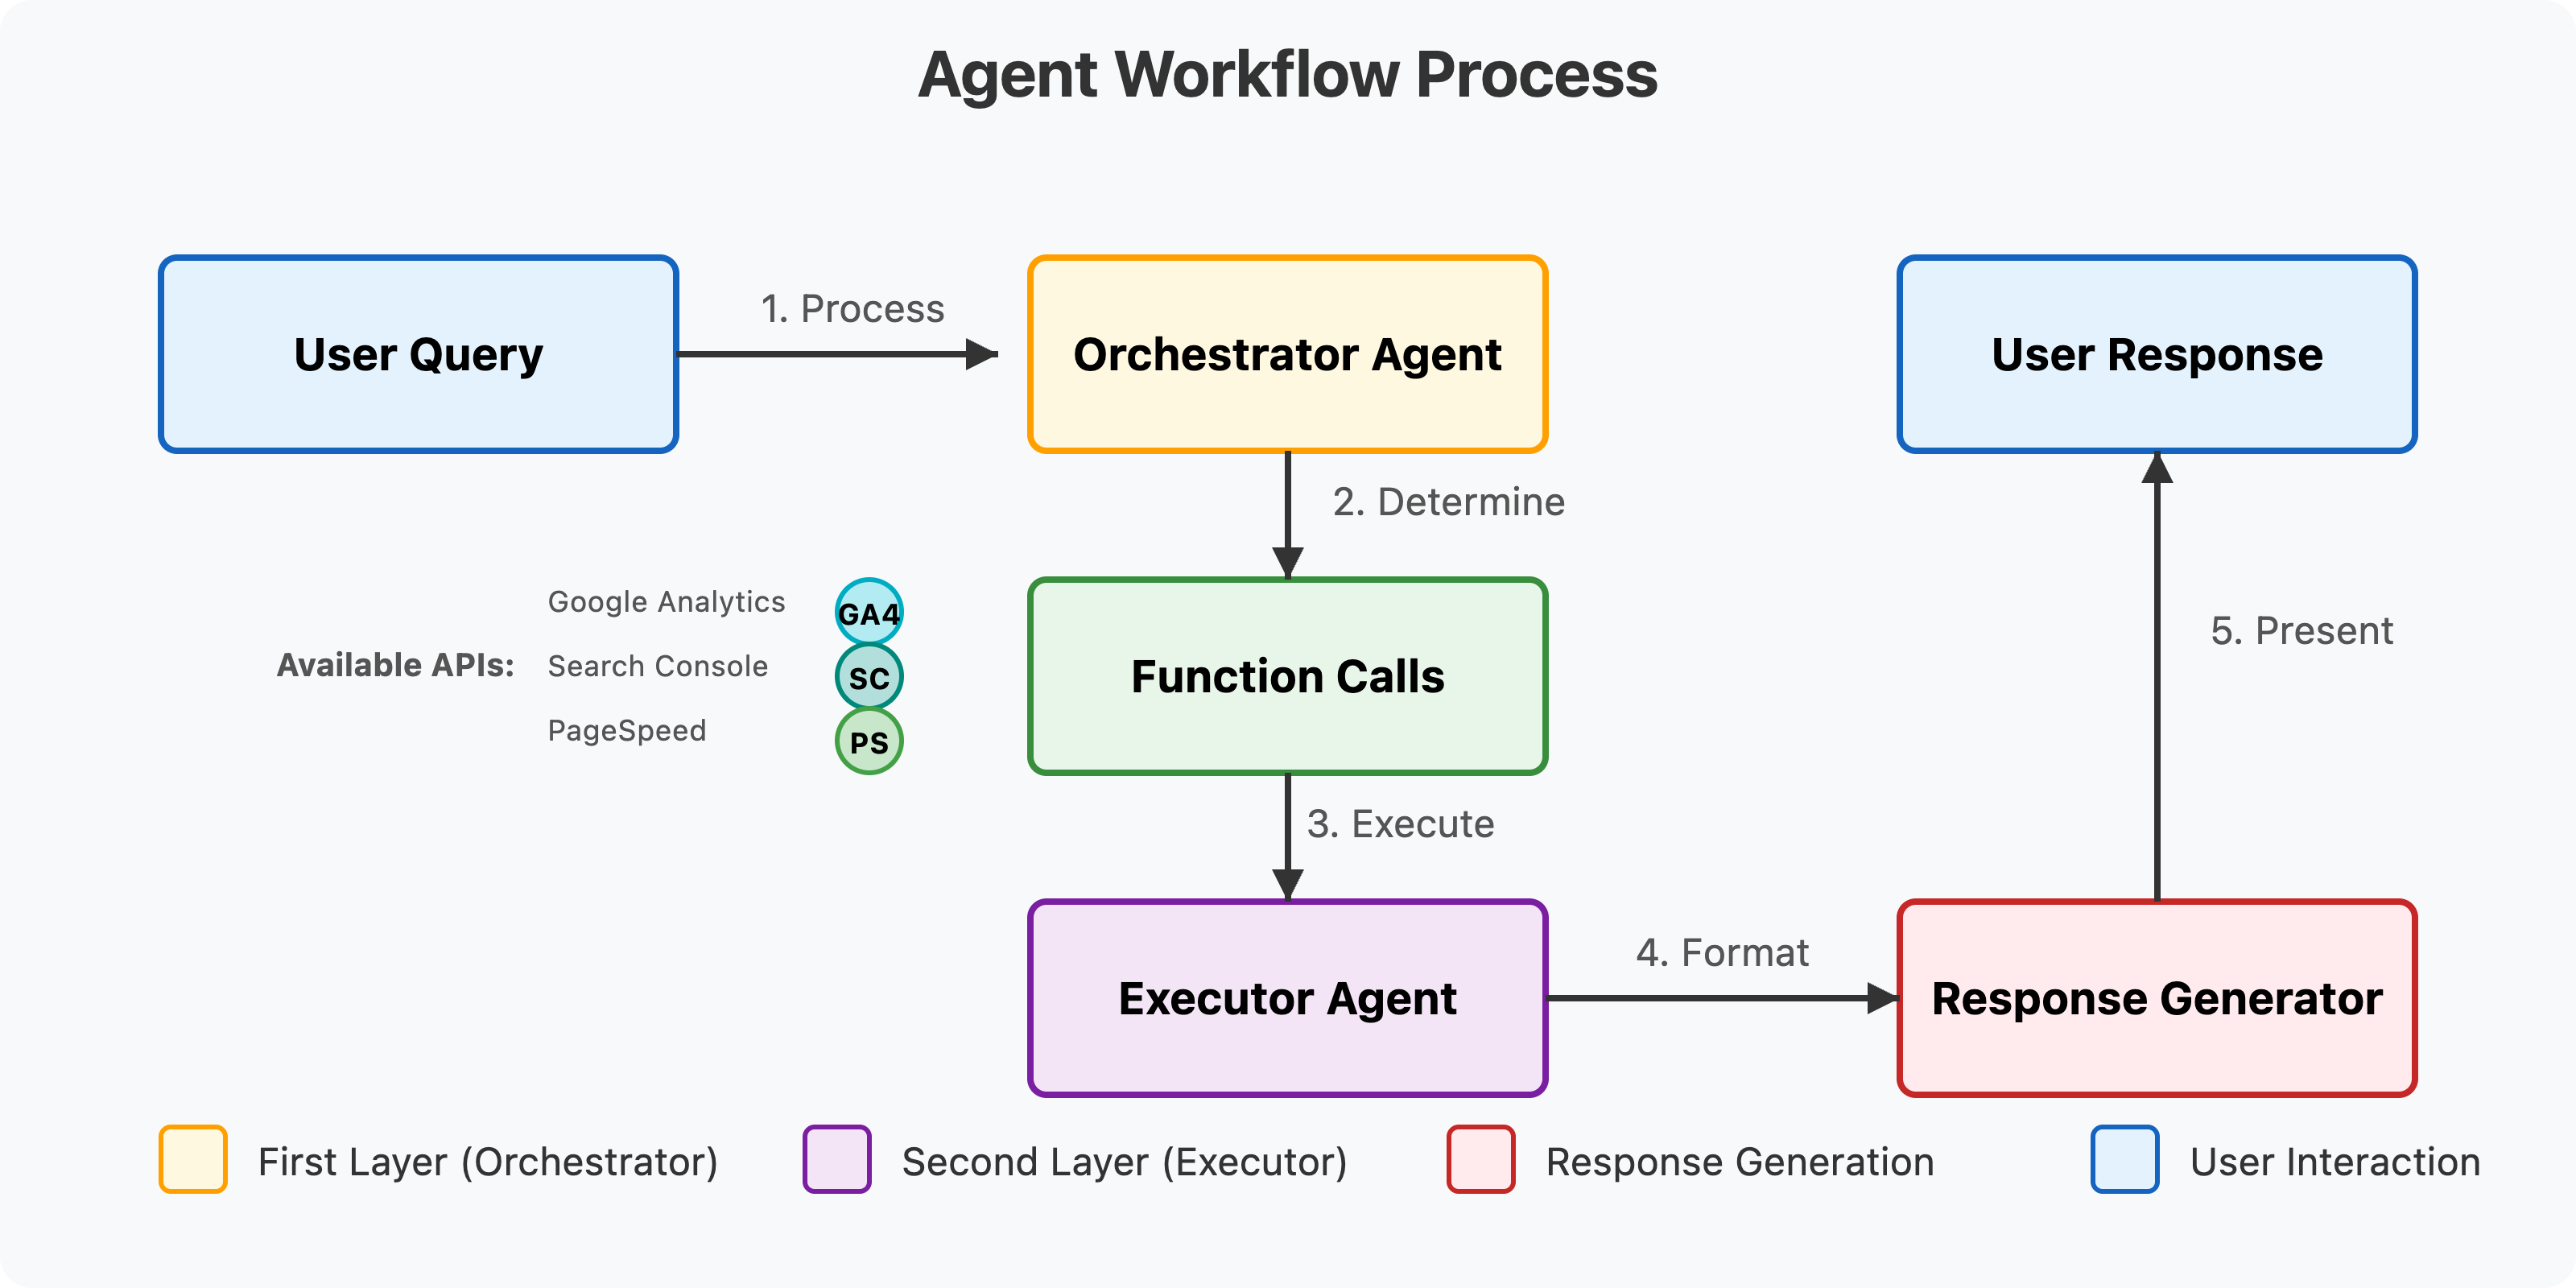 Agent Workflow Process
User Query
1. Process
Orchestrator Agent
User Response
2. Determine
Available APIs:
Google Analytics
GA4
Search Console
SC
PageSpeed
PS
Function Calls
5. Present
3. Execute
Executor Agent
4. Format
Response Generator
First Layer (Orchestrator)
Second Layer (Executor)
Response Generation
User Interaction